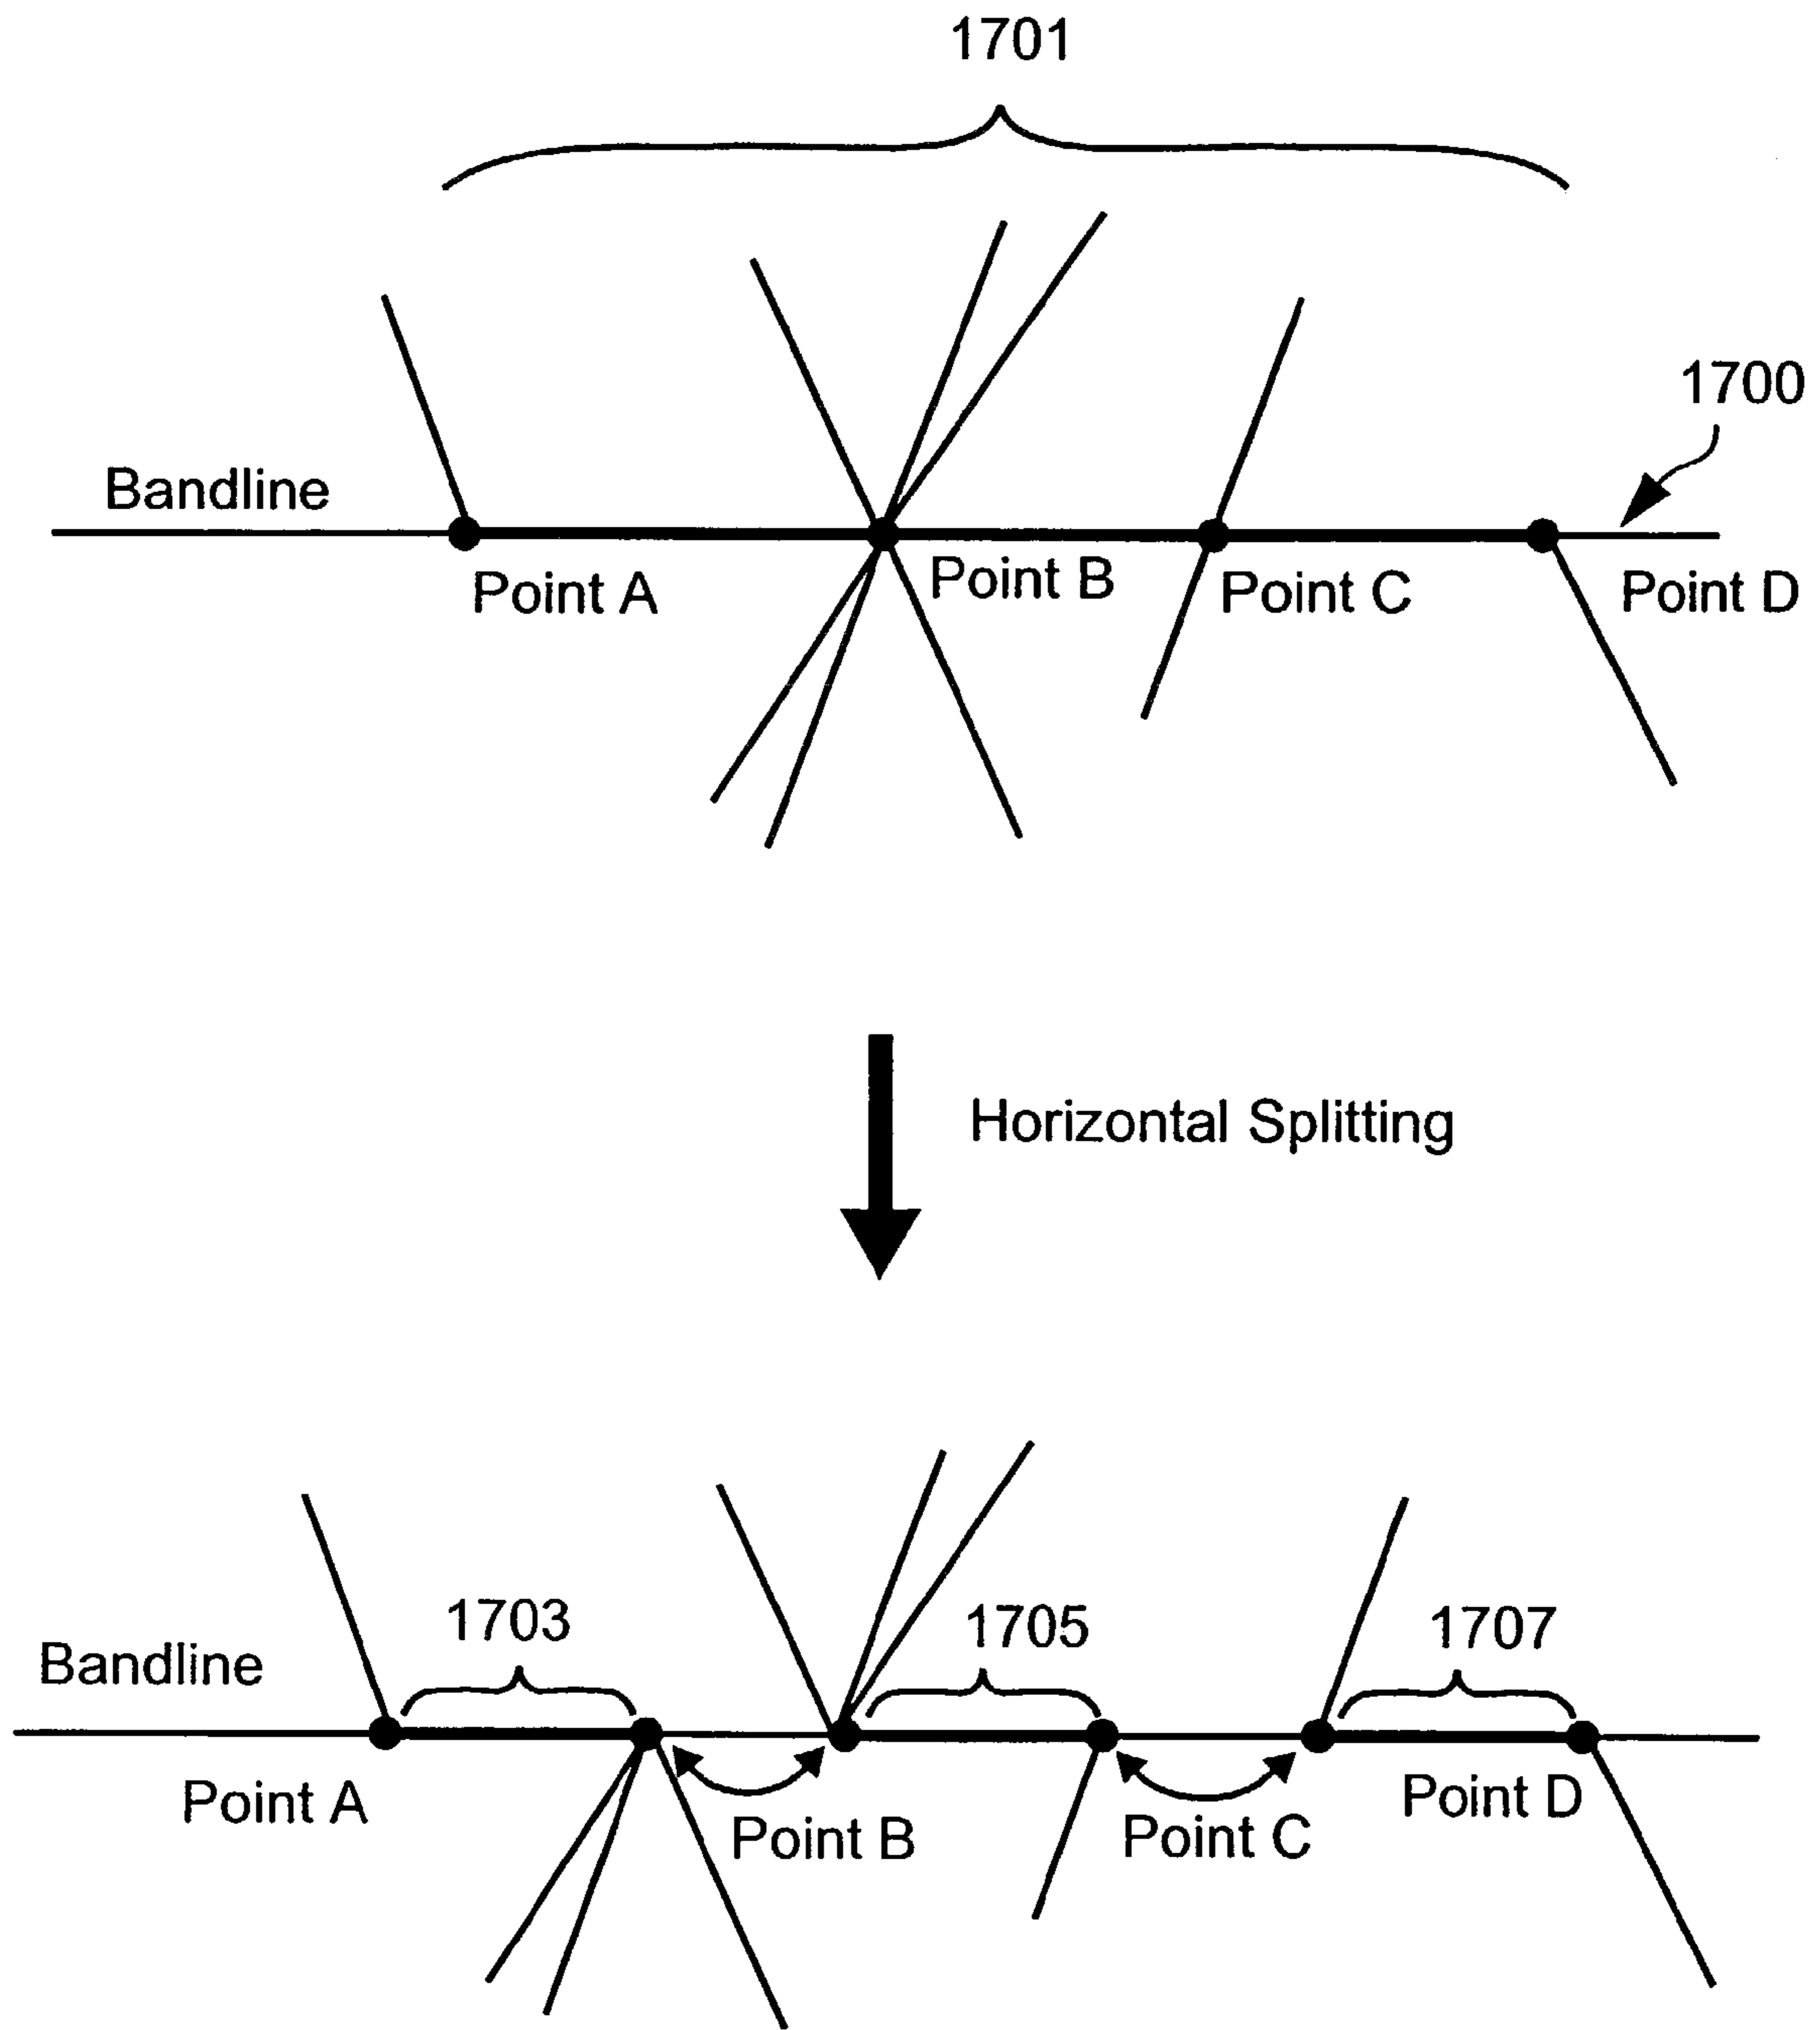 1701
1700
Bandline
Point A
Point B
Point C
Point D
Horizontal Splitting
1703
1705
1707
Bandline
Point A
Point B
Point C
Point D